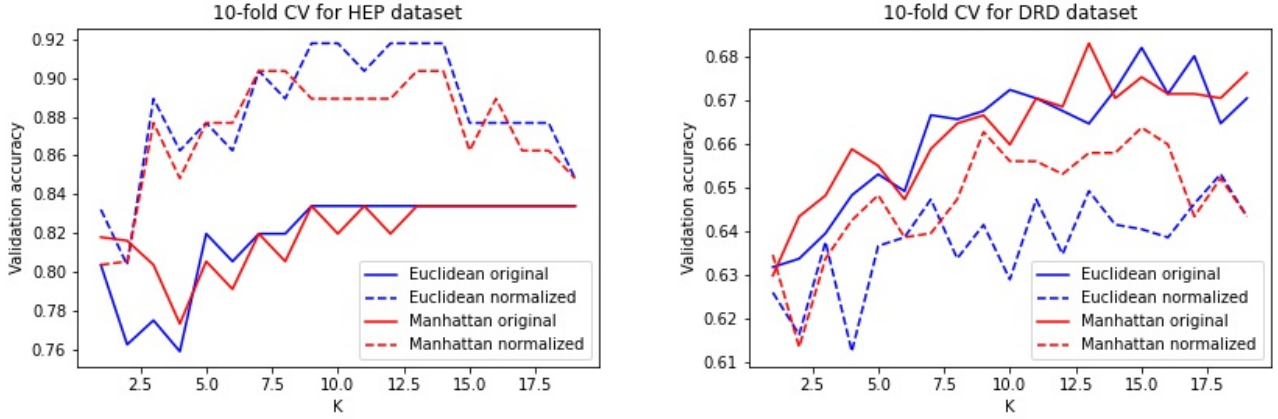 10-fold CV for HEP dataset
Validation accuracy
0.92
0.90
0.88
0.86
0.84
0.82
0.80
0.78
0.76
Euclidean original
Euclidean normalized
Manhattan original
Manhattan normalized
2.5 5.0 7.5 10.0 12.5 15.0 17.5
K
10-fold CV for DRD dataset
Validation accuracy
0.68
0.67
0.66
0.65
0.64
0.63
0.62
0.61
Euclidean original
Euclidean normalized
Manhattan original
Manhattan normalized
2.5 5.0 7.5 10.0 12.5 15.0 17.5
K